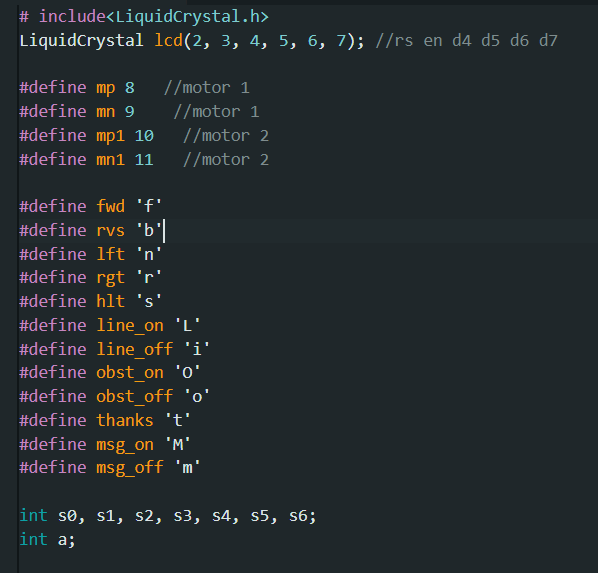 # include<LiquidCrystal.h>
LiquidCrystal lcd(2, 3, 4, 5, 6, 7); //rs en d4 d5 d6 d7
#define mp 8   //motor 1
#define mn 9    //motor 1
#define mp1 10   //motor 2
#define mn1 11   //motor 2
#define fwd 'f'
#define rvs 'b'
#define lft 'n'
#define rgt 'r'
#define hlt 's'
#define line_on 'L'
#define line_off 'i'
#define obst_on 'O'
#define obst_off 'o'
#define thanks 't'
#define msg_on 'M'
#define msg_off 'm'
int s0, s1, s2, s3, s4, s5, s6;
int a;